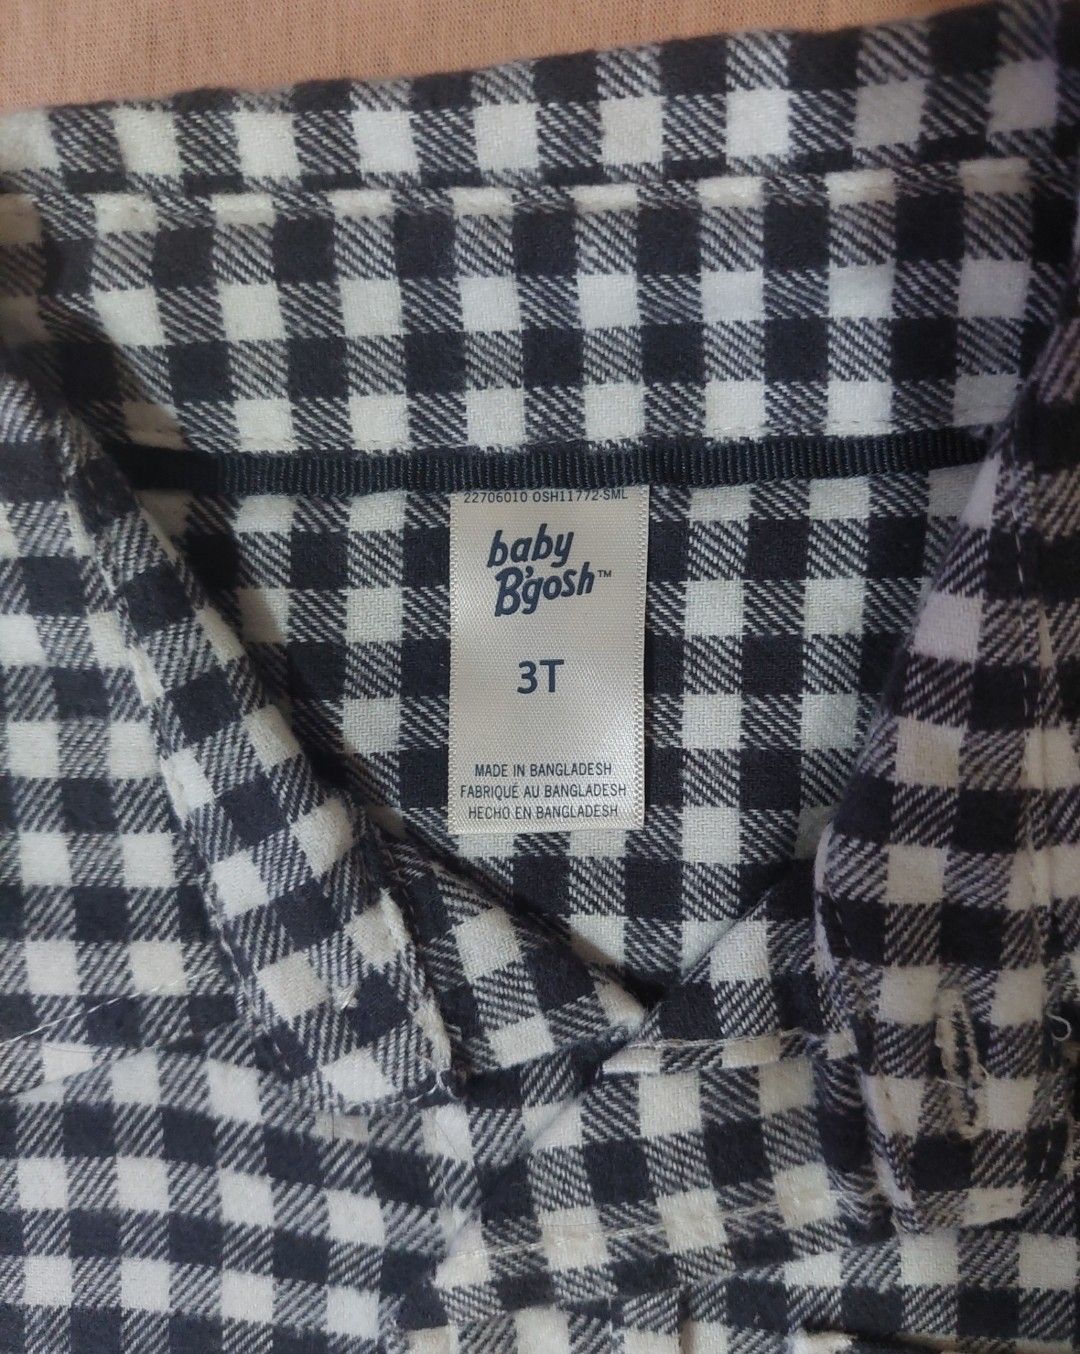 22706010 OSH11772-SML
baby
B'gosh™
3T
MADE IN BANGLADESH
FABRIQUÉ AU BANGLADESH
HECHO EN BANGLADESH